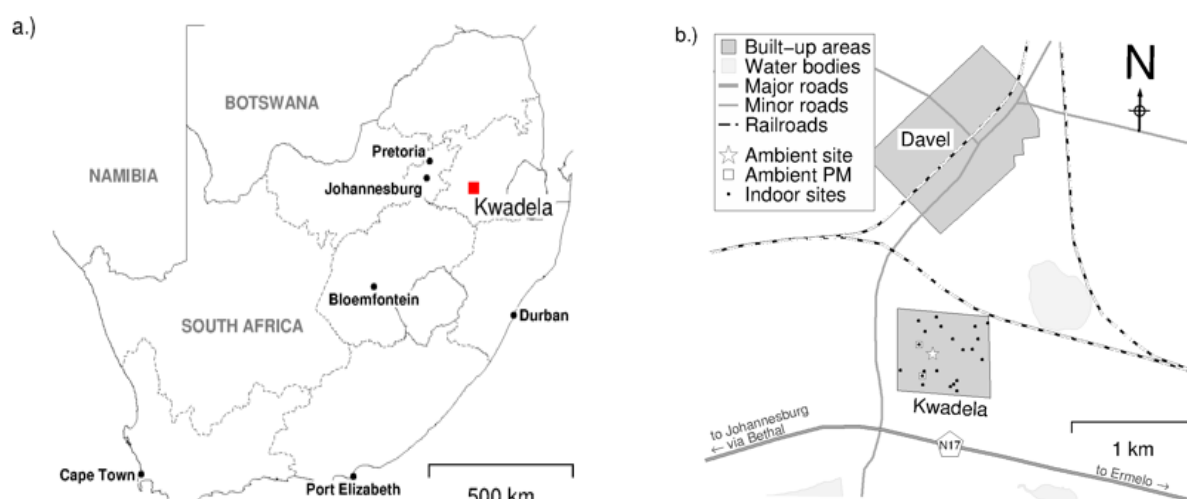 a.)
BOTSWANA
NAMIBIA
Pretoria
Johannesburg
Kwadela
Bloemfontein
Durban
SOUTH AFRICA
Cape Town
Port Elizabeth
500 km
b.)
Built-up areas
Water bodies
Major roads
Minor roads
Railroads
Ambient site
Ambient PM
Indoor sites
N
Davel
Kwadela
to Johannesburg
← via Bethal
N17
1 km
to Ermelo →